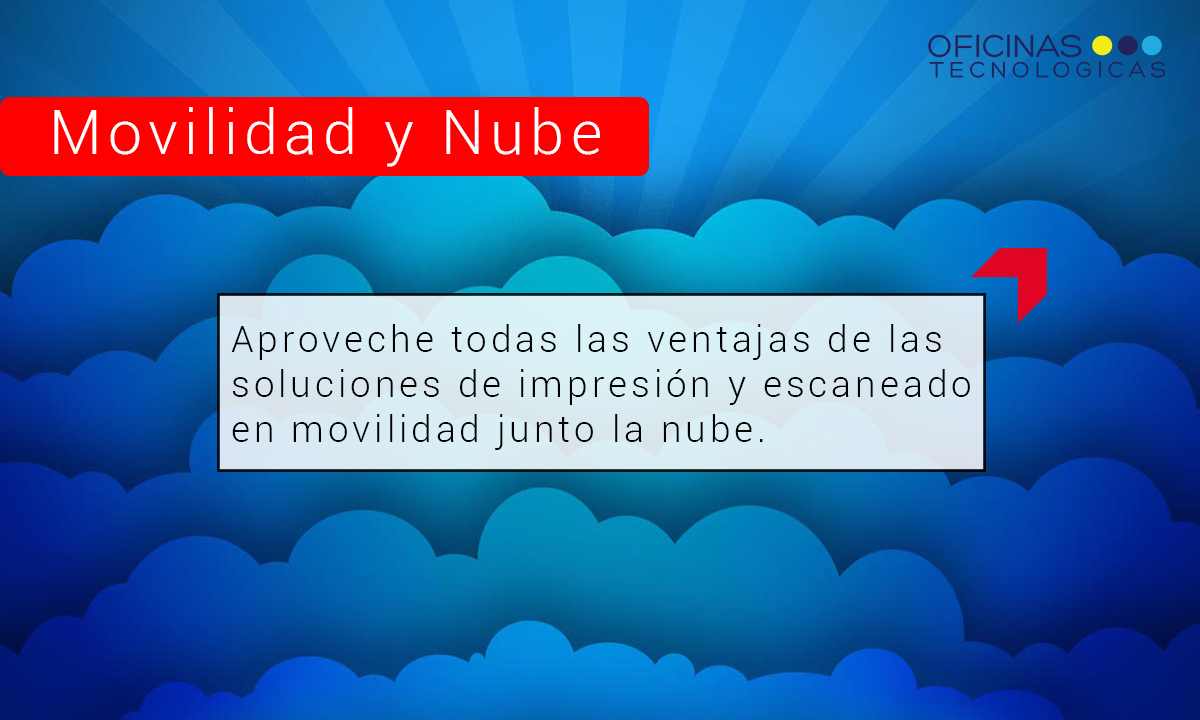 OFICINAS
TECNOLOGICAS
Movilidad y Nube
Aproveche todas las ventajas de las
soluciones de impresión y escaneado
en movilidad junto la nube.